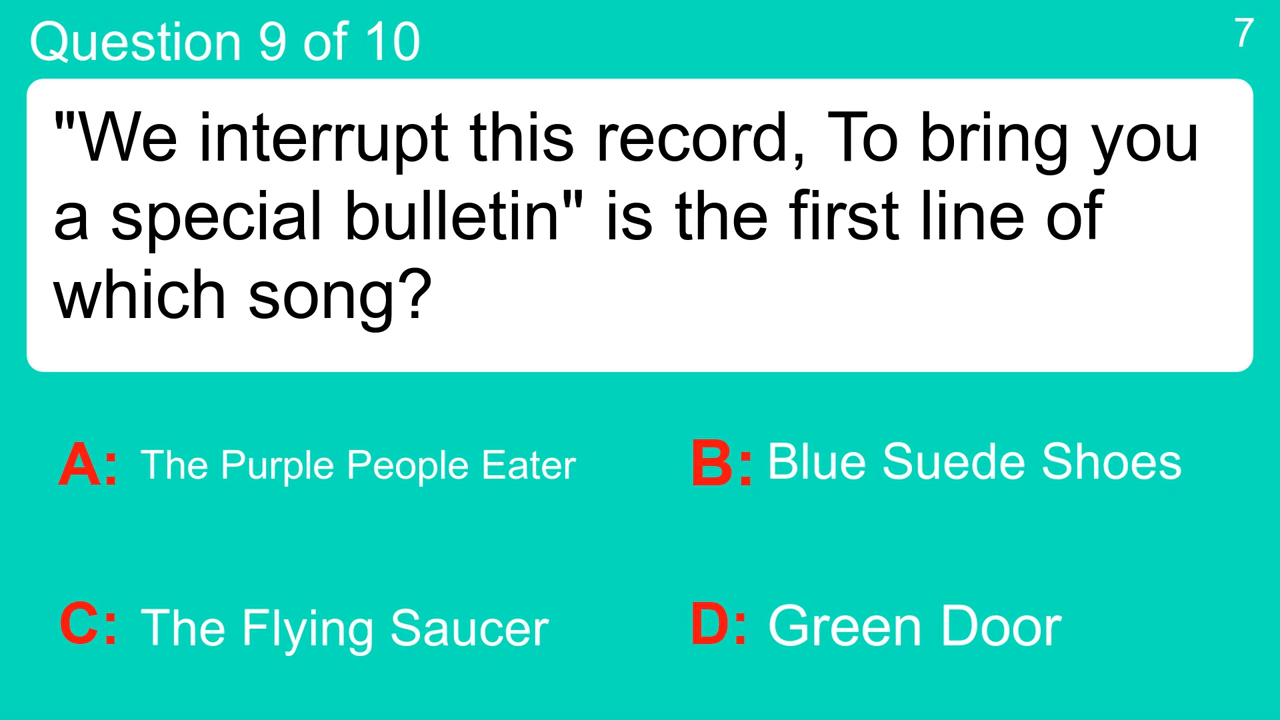 Question 9 of 10
7
"We interrupt this record, To bring you
a special bulletin" is the first line of
which song?
A: The Purple People Eater
B: Blue Suede Shoes
C: The Flying Saucer
D: Green Door